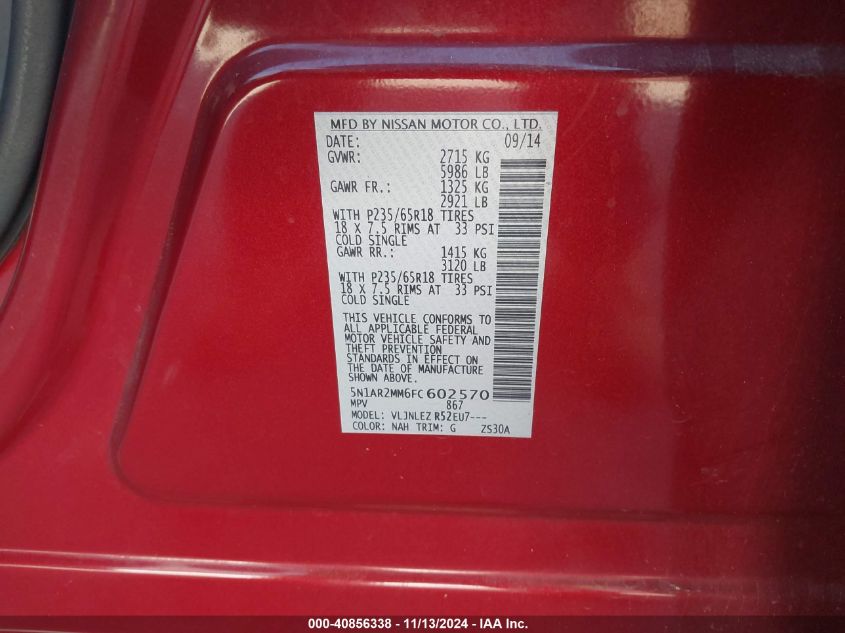 MFD BY NISSAN MOTOR CO., LTD.
DATE: 09/14
GVWR: 2715 KG
5986 LB
GAWR FR.: 1325 KG
2921 LB
WITH P235/65R18 TIRES
18 X 7.5 RIMS AT 33 PSI
COLD SINGLE
GAWR RR.: 1415 KG
3120 LB
WITH P235/65R18 TIRES
18 X 7.5 RIMS AT 33 PSI
COLD SINGLE
THIS VEHICLE CONFORMS TO
ALL APPLICABLE FEDERAL
MOTOR VEHICLE SAFETY AND
THEFT PREVENTION
STANDARDS IN EFFECT ON
THE DATE OF MANUFACTURE
SHOWN ABOVE.
5N1AR2MM6FC602570
MPV 867
MODEL: VLJNLEZ R52EU7---
COLOR: NAH TRIM: G ZS30A
000-40856338 - 11/13/2024 - IAA Inc.